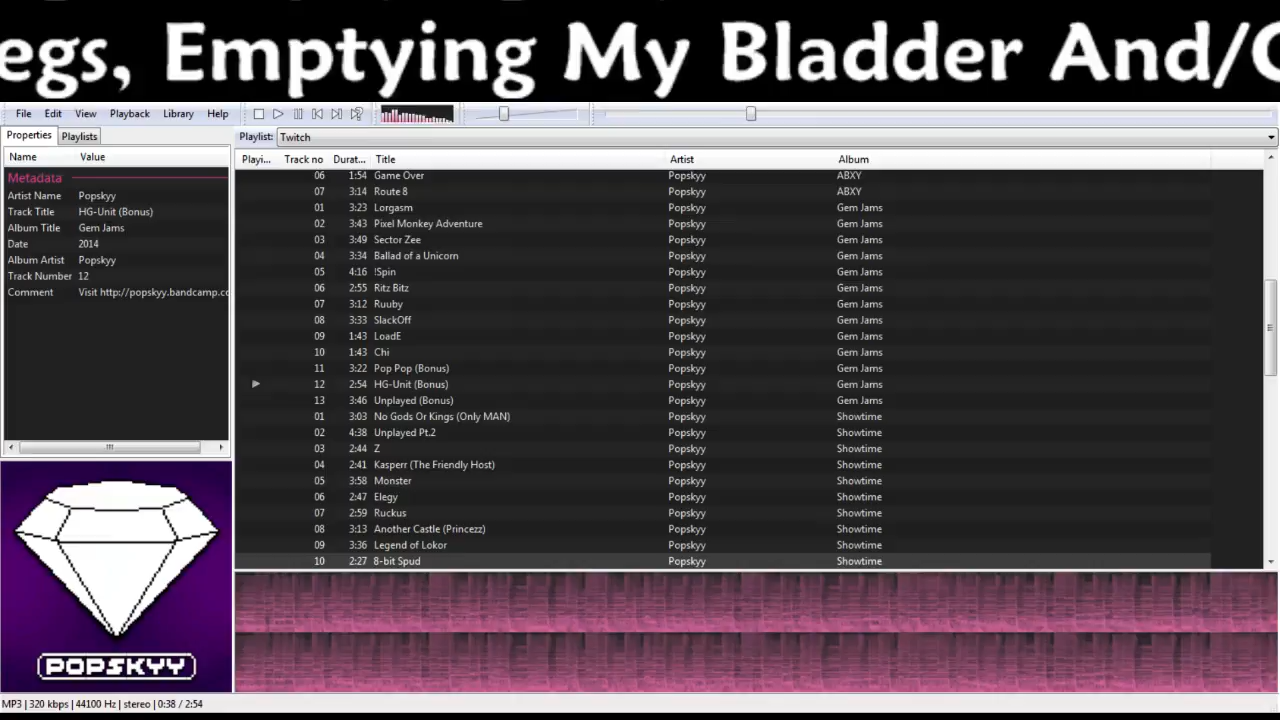 egs, Emptying My Bladder And/
File Edit View Playback Library Help
Properties Playlists
Playlist: Twitch
Name Value
Metadata
Artist Name Popskyy
Track Title HG-Unit (Bonus)
Album Title Gem Jams
Date 2014
Album Artist Popskyy
Track Number 12
Comment Visit http://popskyy.bandcamp.co
Playi... Track no Durat... Title Artist Album
06 1:54 Game Over Popskyy ABXY
07 3:14 Route 8 Popskyy ABXY
01 3:23 Lorgasm Popskyy Gem Jams
02 3:43 Pixel Monkey Adventure Popskyy Gem Jams
03 3:49 Sector Zee Popskyy Gem Jams
04 3:34 Ballad of a Unicorn Popskyy Gem Jams
05 4:16 !Spin Popskyy Gem Jams
06 2:55 Ritz Bitz Popskyy Gem Jams
07 3:12 Ruuby Popskyy Gem Jams
08 3:33 SlackOff Popskyy Gem Jams
09 1:43 LoadE Popskyy Gem Jams
10 1:43 Chi Popskyy Gem Jams
11 3:22 Pop Pop (Bonus) Popskyy Gem Jams
12 2:54 HG-Unit (Bonus) Popskyy Gem Jams
13 3:46 Unplayed (Bonus) Popskyy Gem Jams
01 3:03 No Gods Or Kings (Only MAN) Popskyy Showtime
02 4:38 Unplayed Pt.2 Popskyy Showtime
03 2:44 Z Popskyy Showtime
04 2:41 Kasperr (The Friendly Host) Popskyy Showtime
05 3:58 Monster Popskyy Showtime
06 2:47 Elegy Popskyy Showtime
07 2:59 Ruckus Popskyy Showtime
08 3:13 Another Castle (Princezz) Popskyy Showtime
09 3:36 Legend of Lokor Popskyy Showtime
10 2:27 8-bit Spud Popskyy Showtime
POPSKYY
MP3 | 320 kbps | 44100 Hz | stereo | 0:38 / 2:54